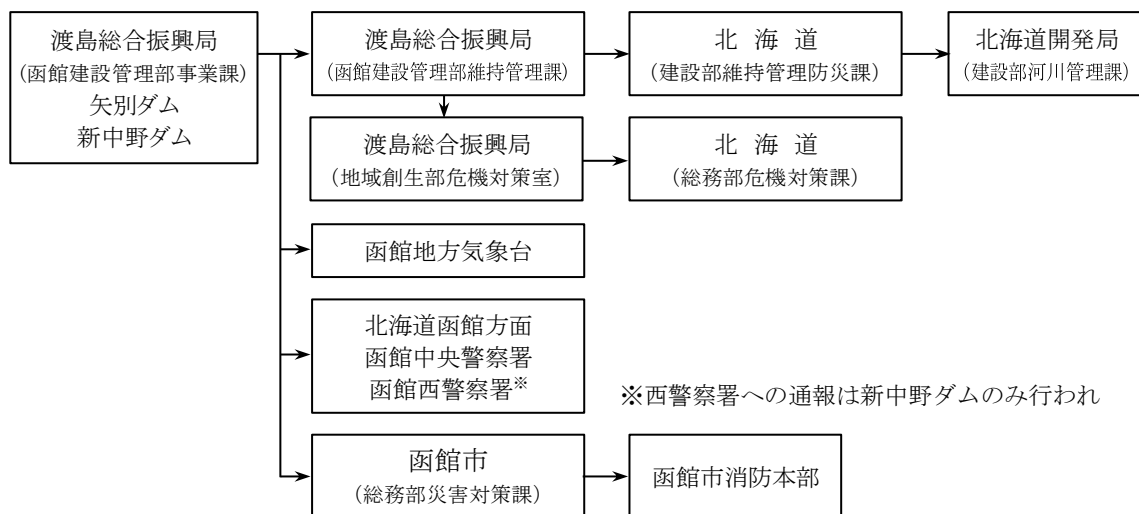 渡島総合振興局
(函館建設管理部事業課)
矢別ダム
新中野ダム
渡島総合振興局
(函館建設管理部維持管理課)
北 海 道
(建設部維持管理防災課)
北海道開発局
(建設部河川管理課)
渡島総合振興局
(地域創生部危機対策室)
北 海 道
(総務部危機対策課)
函館地方気象台
北海道函館方面
函館中央警察署
函館西警察署※
※西警察署への通報は新中野ダムのみ行われ
函館市
(総務部災害対策課)
函館市消防本部